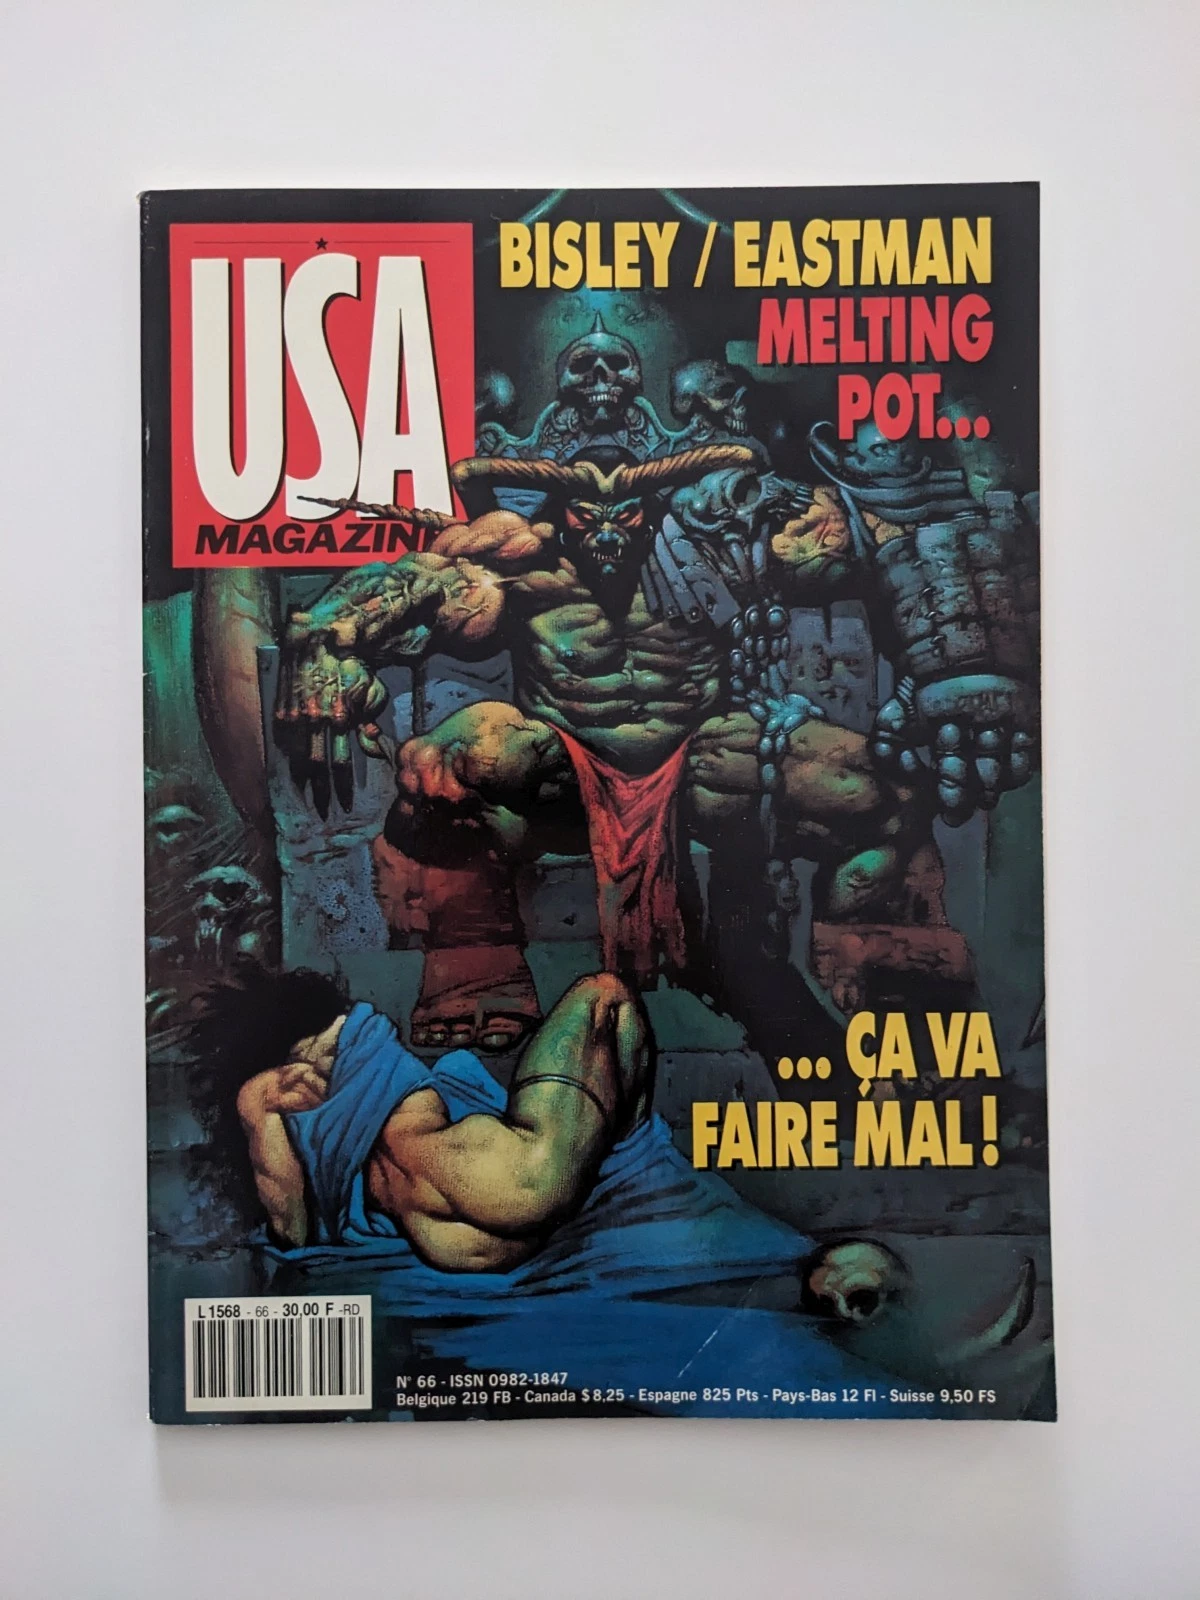 USA
MAGAZIN
BISLEY / EASTMAN
MELTING
POT...
... ÇA VA
FAIRE MAL!
L 1568 - 66 - 30,00 F -RD
N° 66 - ISSN 0982-1847
Belgique 219 FB - Canada $ 8,25 - Espagne 825 Pts - Pays-Bas 12 Fl - Suisse 9,50 FS